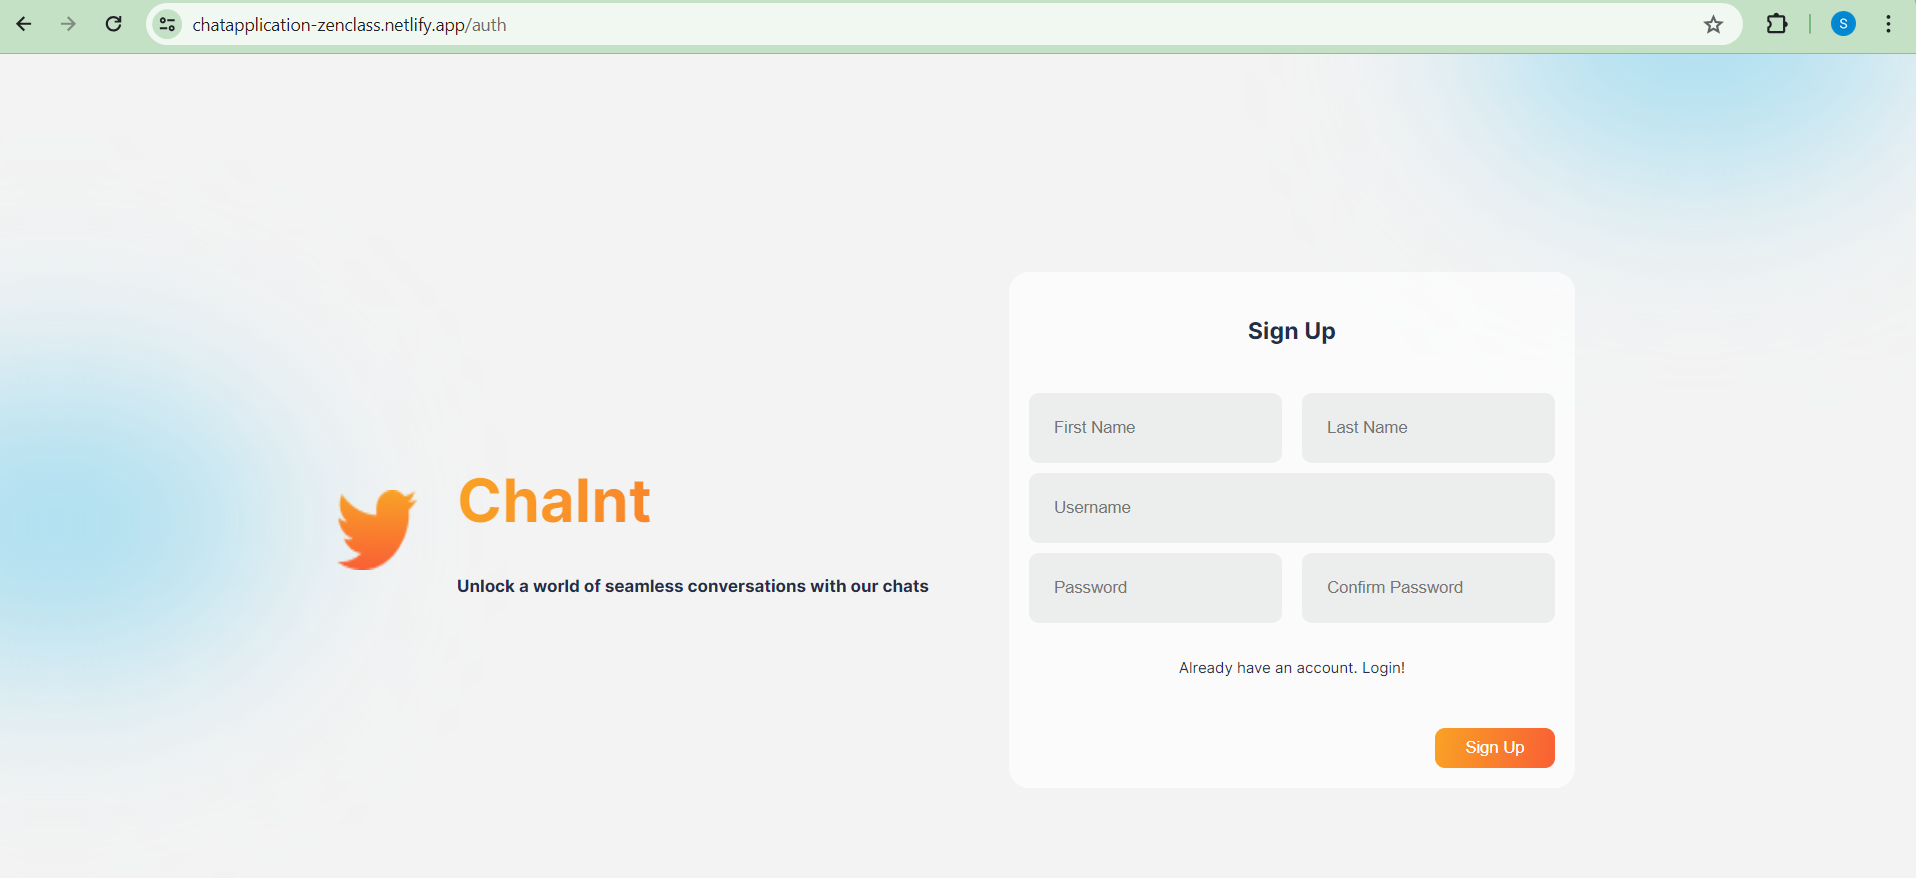 chatapplication-zenclass.netlify.app/auth
S
Sign Up
First Name
Last Name
Username
Password
Confirm Password
Already have an account. Login!
Sign Up
ChaInt
Unlock a world of seamless conversations with our chats